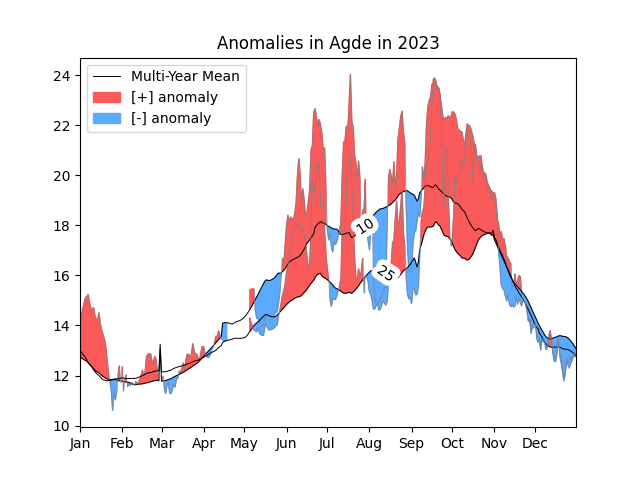 Anomalies in Agde in 2023
Multi-Year Mean
[+] anomaly
[-] anomaly
24
22
20
18
16
14
12
10
10
25
Jan Feb Mar Apr May Jun Jul Aug Sep Oct Nov Dec